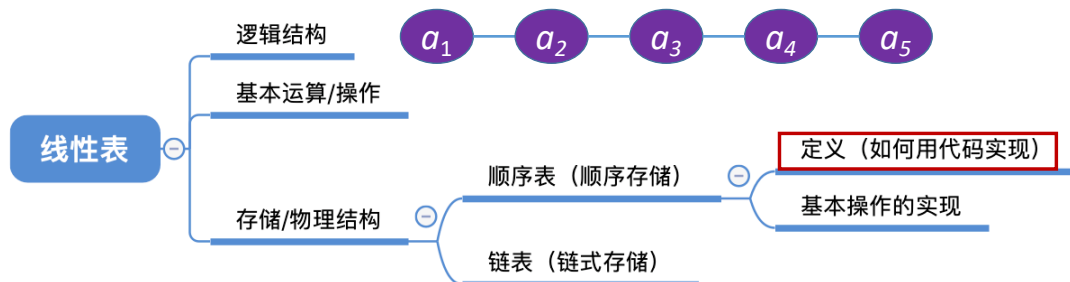 逻辑结构
a1 a2 a3 a4 a5
基本运算/操作
线性表
定义（如何用代码实现）
顺序表（顺序存储）
基本操作的实现
存储/物理结构
链表（链式存储）